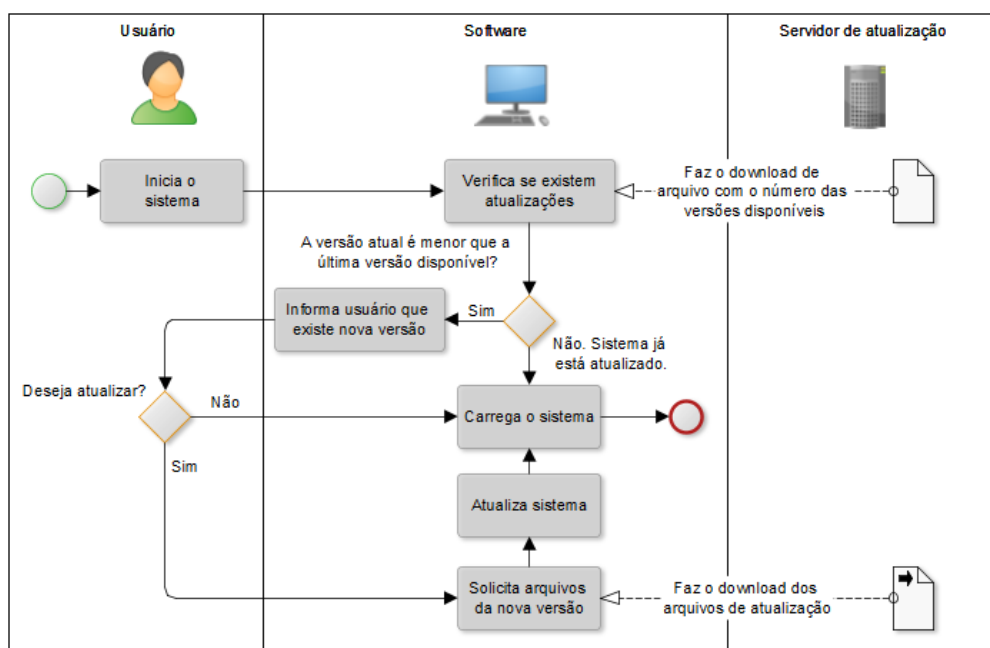 Usuário
Software
Servidor de atualização
Inicia o
sistema
Verifica se existem
atualizações
Faz o download de
arquivo com o número das
versões disponíveis
A versão atual é menor que a
última versão disponível?
Informa usuário que
existe nova versão
Sim
Não. Sistema já
está atualizado.
Deseja atualizar?
Não
Carrega o sistema
Sim
Atualiza sistema
Solicita arquivos
da nova versão
Faz o download dos
arquivos de atualização